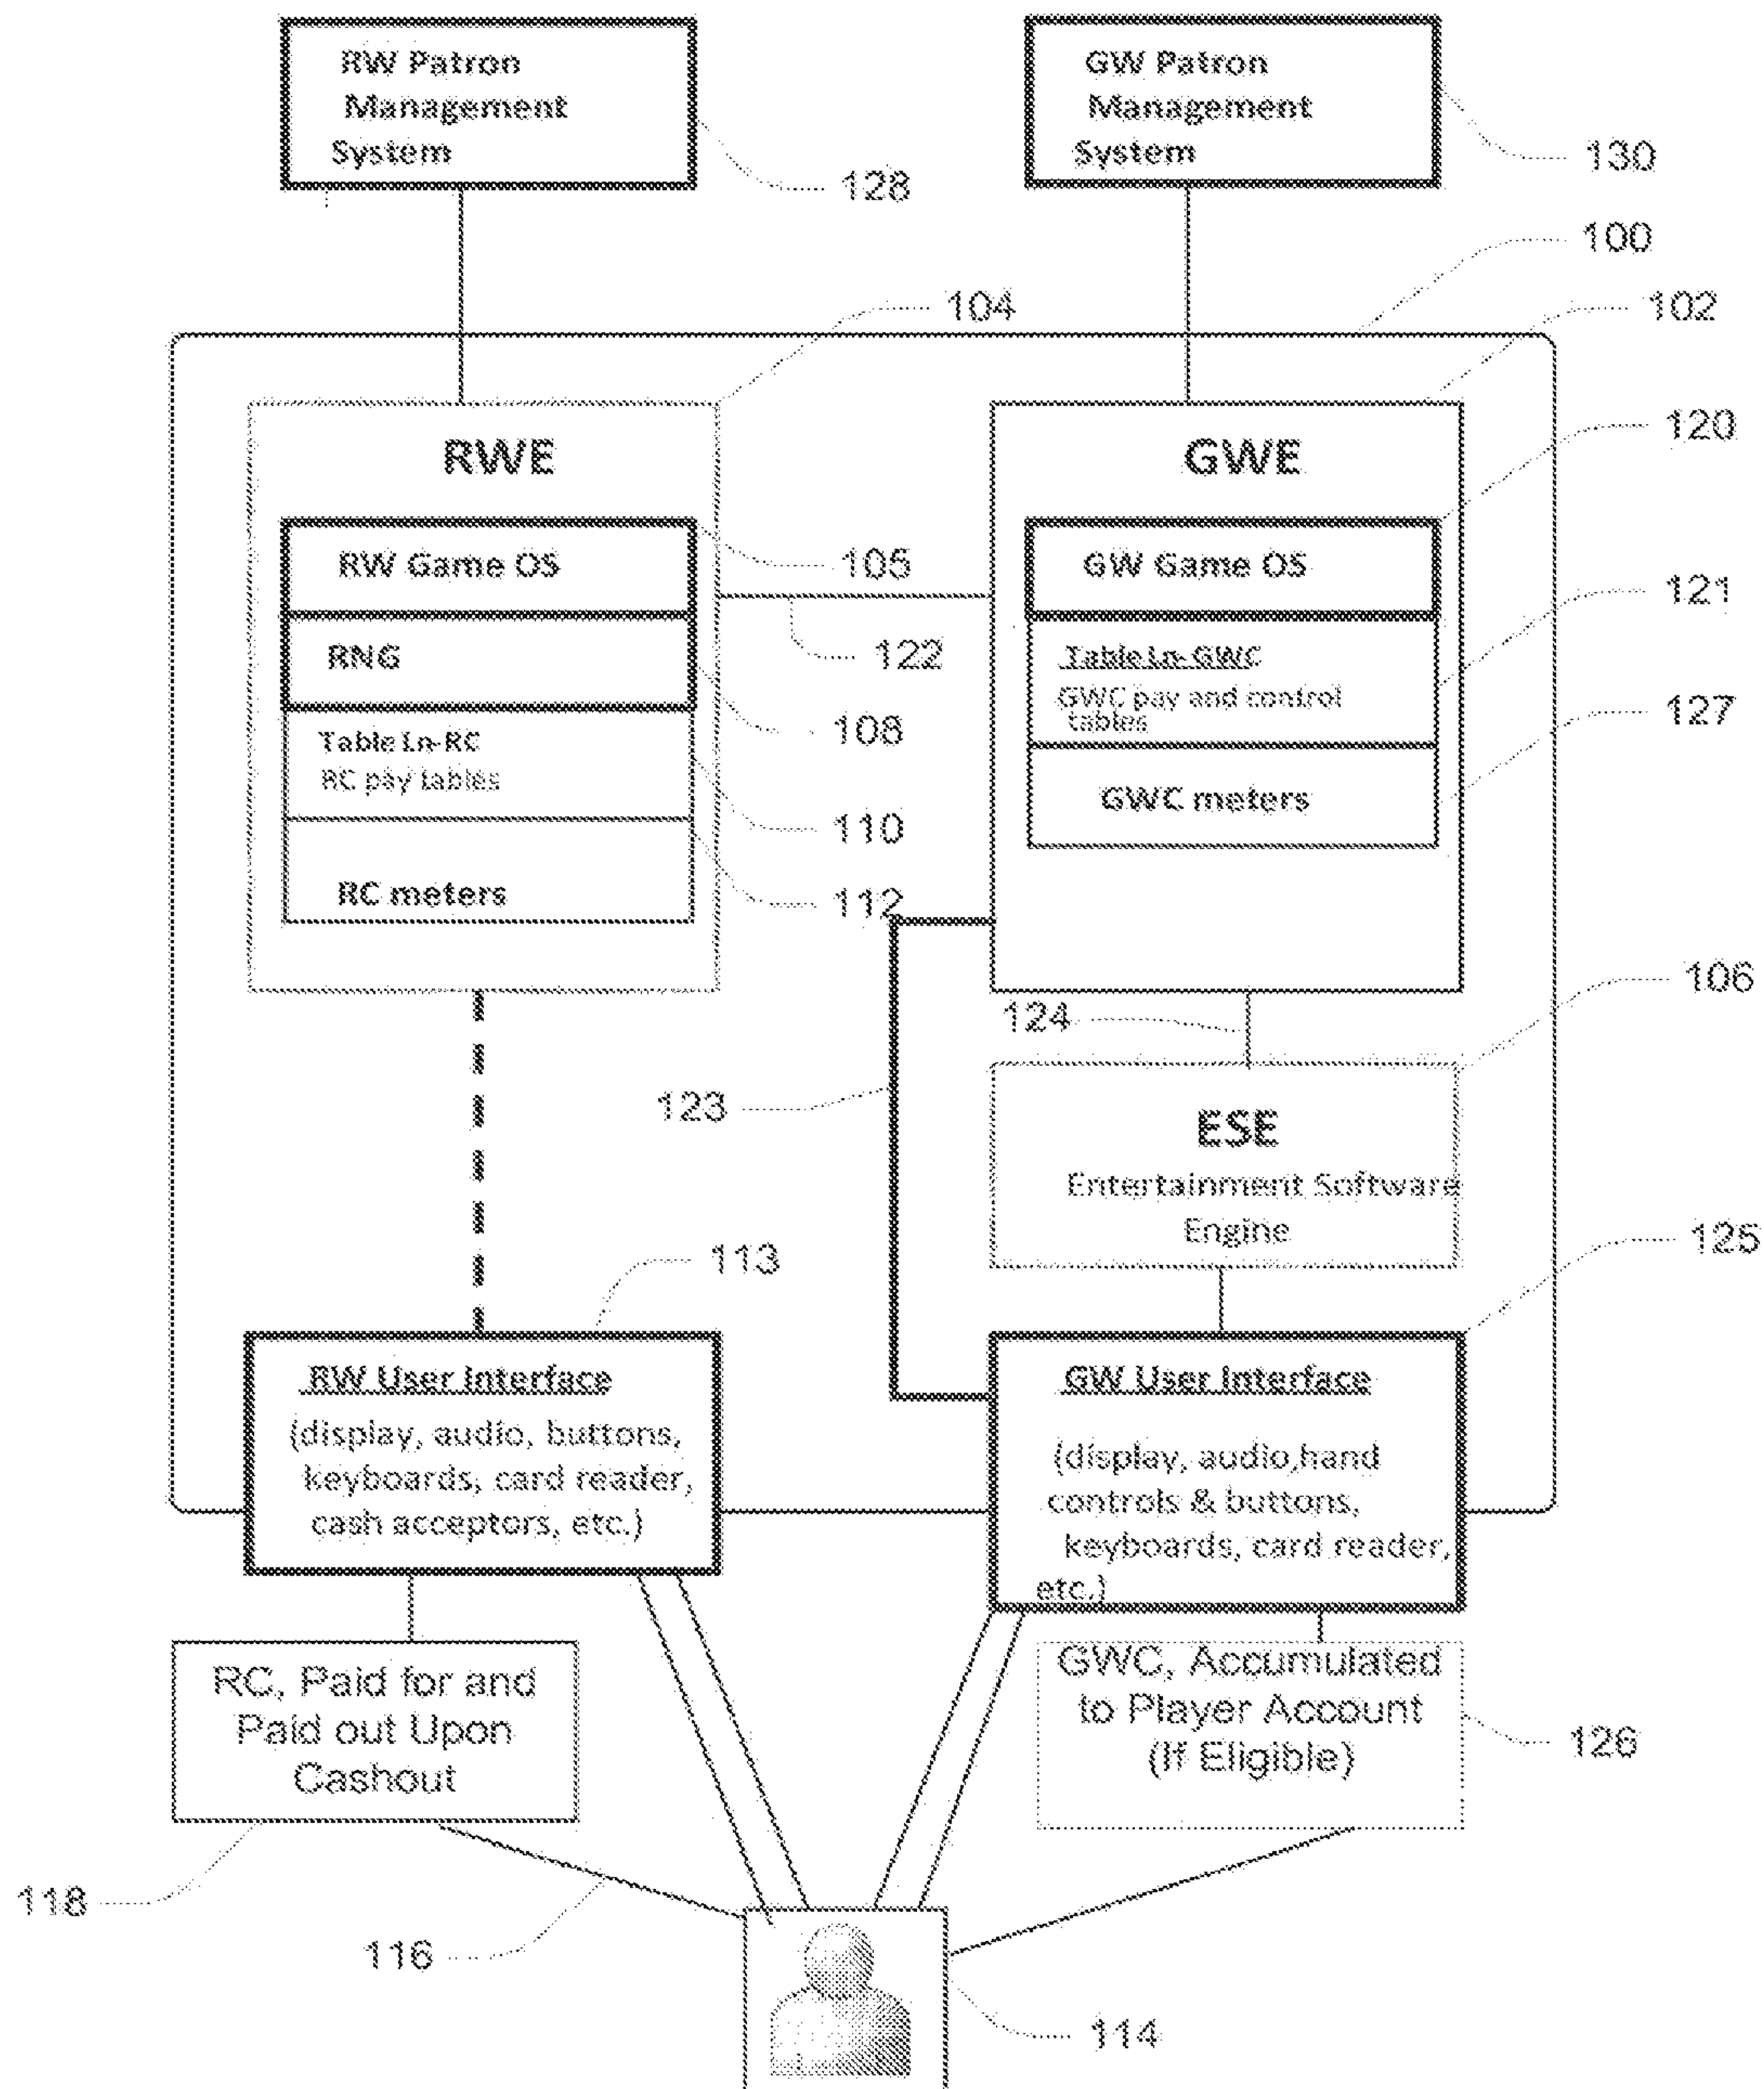 RW Patron
Management
System
128
GW Patron
Management
System
130
100
102
104
RWE
RW Game OS
105
RNG
108
Table Ln-RC
RC pay tables
110
RC meters
112
122
GWE
120
GW Game OS
121
Table Ln-GWC
GWC pay and control
tables
127
GWC meters
124
106
123
ESE
Entertainment Software
Engine
125
113
RW User Interface
(display, audio, buttons,
keyboards, card reader,
cash acceptors, etc.)
GW User Interface
(display, audio,hand
controls & buttons,
keyboards, card reader,
etc.)
RC, Paid for and
Paid out Upon
Cashout
118
116
GWC, Accumulated
to Player Account
(If Eligible)
126
114